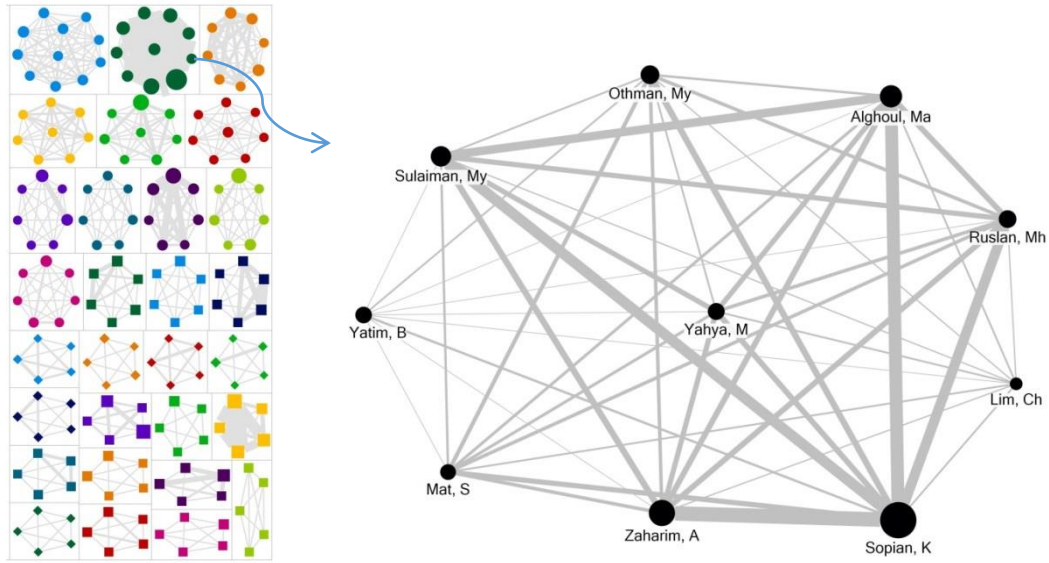 Othman, My
Alghoul, Ma
Sulaiman, My
Ruslan, Mh
Yatim, B
Yahya, M
Lim, Ch
Mat, S
Zaharim, A
Sopian, K